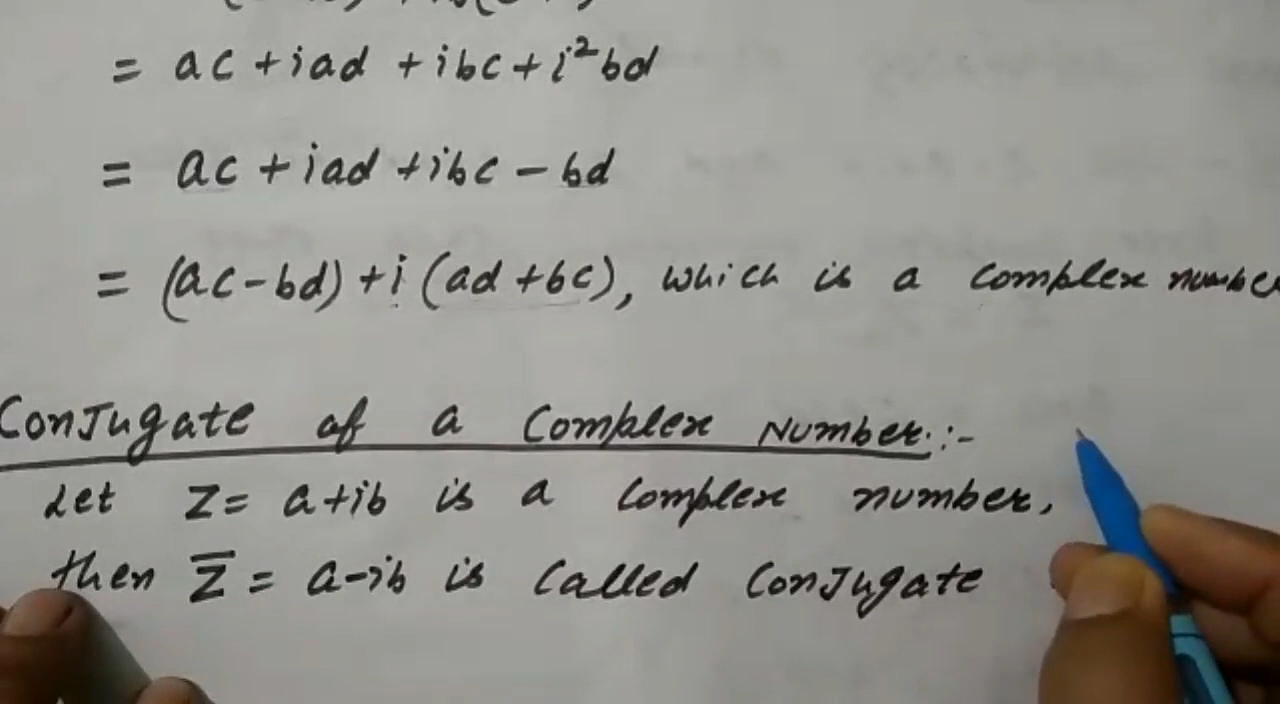 = ac + iad + ibc + i²bd
= ac + iad + ibc - bd
= (ac-bd) + i (ad + bc), which is a complex number
Conjugate of a Complex Number :-
Let z = a+ib is a complex number,
then z̅ = a-ib is called conjugate